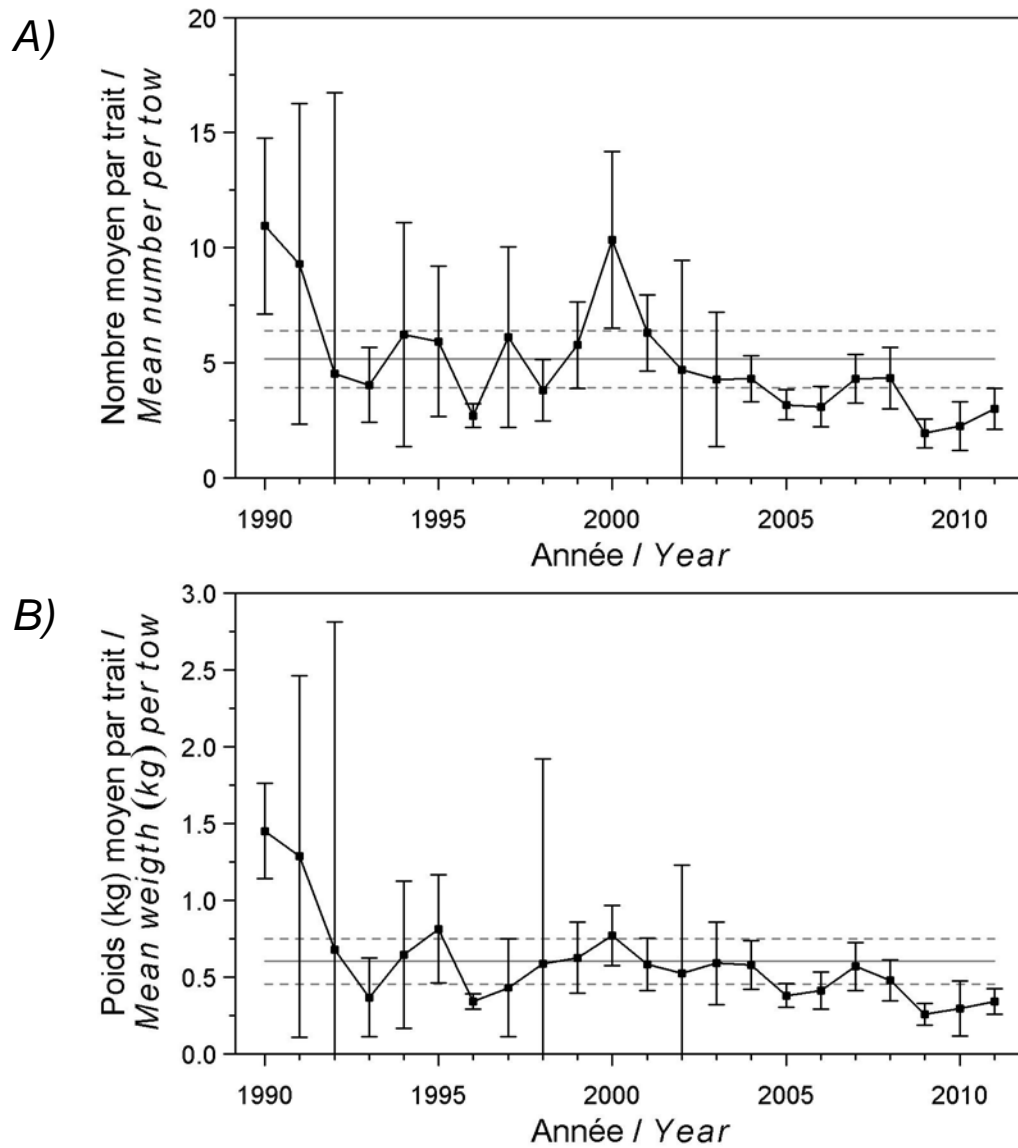 A)
Nombre moyen par trait /
Mean number per tow
20
15
10
5
0
1990 1995 2000 2005 2010
Année / Year
B)
Poids (kg) moyen par trait /
Mean weigth (kg) per tow
3.0
2.5
2.0
1.5
1.0
0.5
0.0
1990 1995 2000 2005 2010
Année / Year